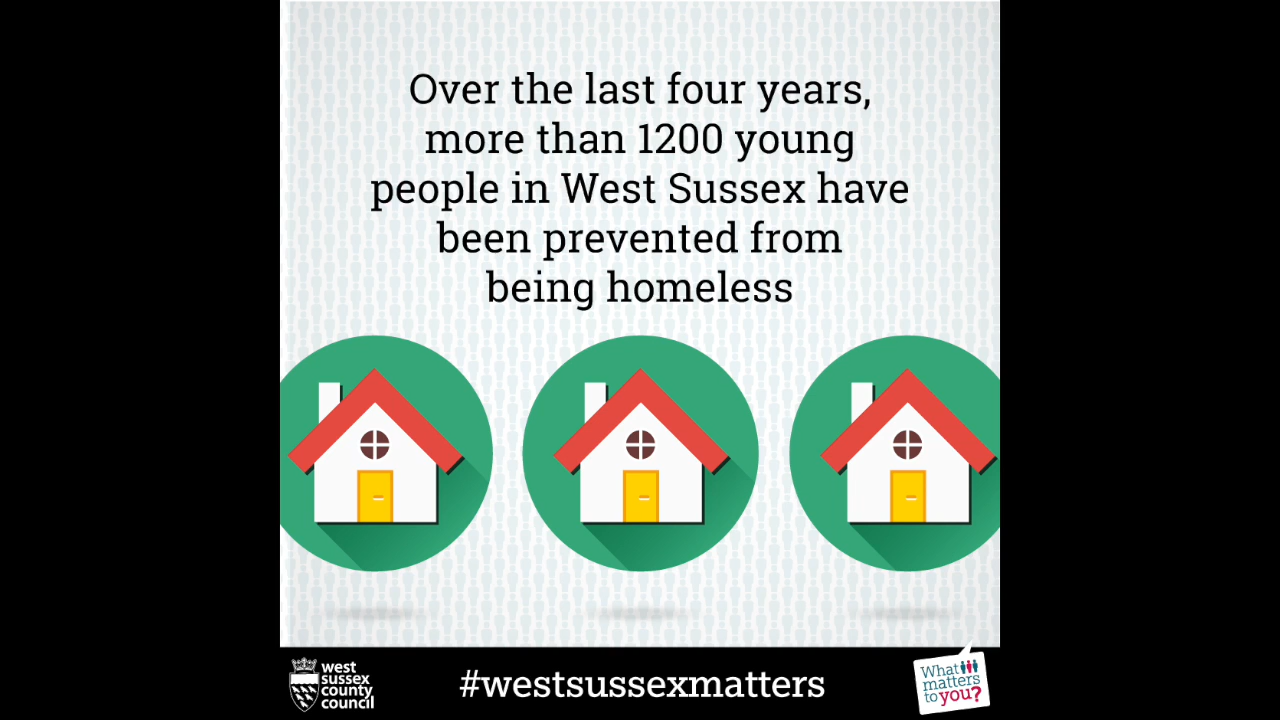 Over the last four years,
more than 1200 young
people in West Sussex have
been prevented from
being homeless
west
sussex
county
council
#westsussexmatters
What
matters
to you?